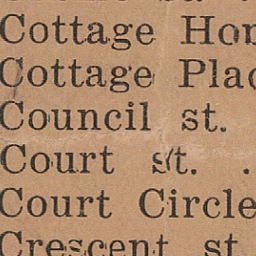 Cottage
Cottage
Council st.
Court st. .
Court Circle
Crescent st